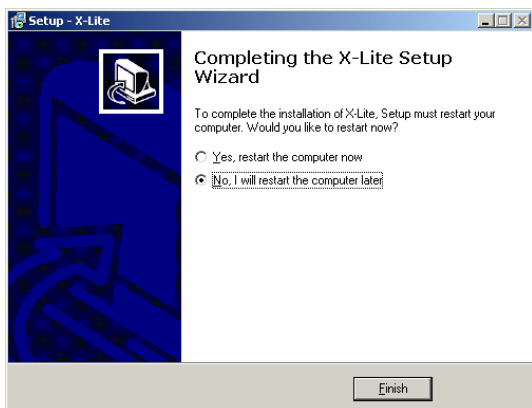 Setup - X-Lite
Completing the X-Lite Setup
Wizard
To complete the installation of X-Lite, Setup must restart your
computer. Would you like to restart now?
Yes, restart the computer now
No, I will restart the computer later
Finish